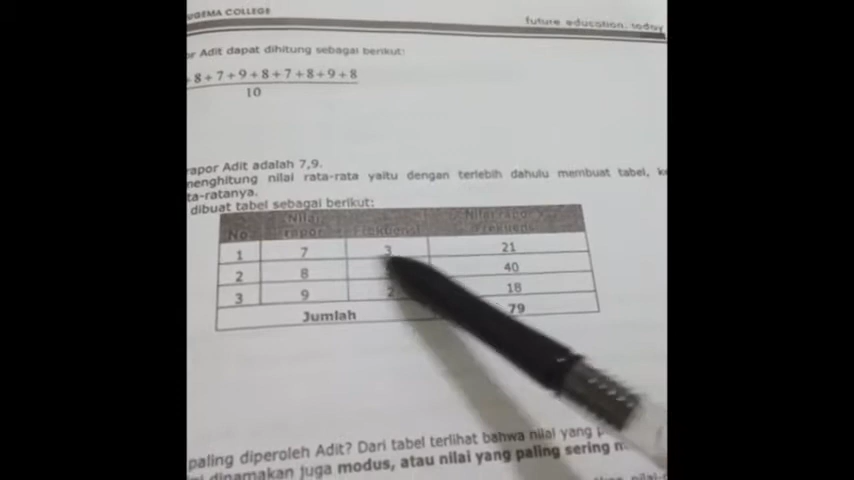 GEMA COLLEGE
future education, today
or Adit dapat dihitung sebagai berikut:
+ 8 + 7 + 9 + 8 + 7 + 8 + 9 + 8
10
rapor Adit adalah 7,9.
menghitung nilai rata-rata yaitu dengan terlebih dahulu membuat tabel, ke
ta-ratanya.
dibuat tabel sebagai berikut:
No Nilai rapor Frekuensi Nilai rapor x Frekuensi
1 7 3 21
2 8 40
3 9 2 18
Jumlah 79
paling diperoleh Adit? Dari tabel terlihat bahwa nilai yang
dinamakan juga modus, atau nilai yang paling sering m